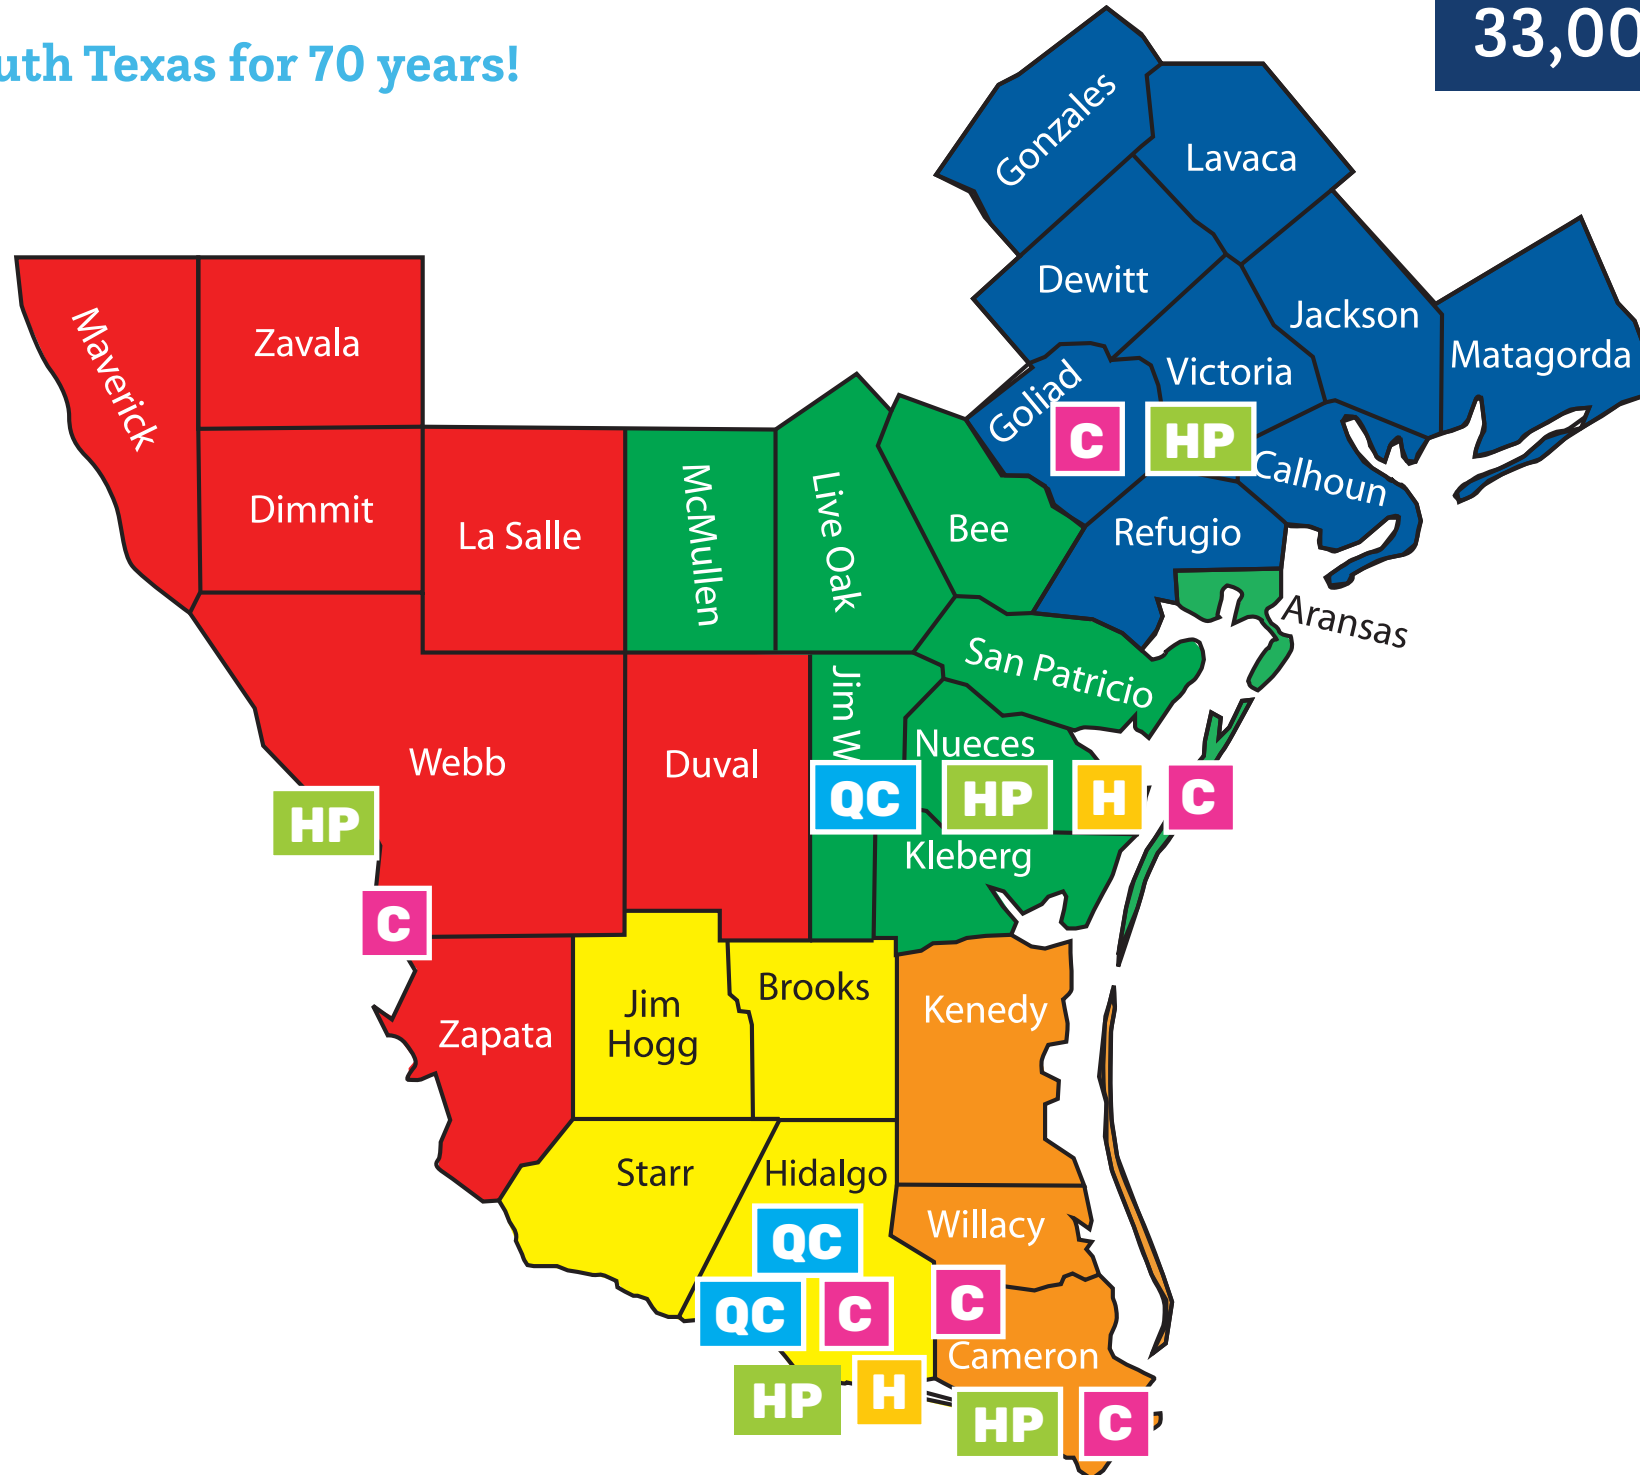 uth Texas for 70 years!
33,00
Gonzales
Lavaca
Dewitt
Jackson
Matagorda
Maverick
Zavala
Victoria
Goliad
C
HP
Calhoun
Dimmit
La Salle
McMullen
Live Oak
Bee
Refugio
Aransas
San Patricio
Jim W
Nueces
Webb
Duval
QC
HP
H
C
HP
Kleberg
C
Zapata
Jim
Hogg
Brooks
Kenedy
Starr
Hidalgo
Willacy
QC
QC
C
C
Cameron
HP
H
HP
C